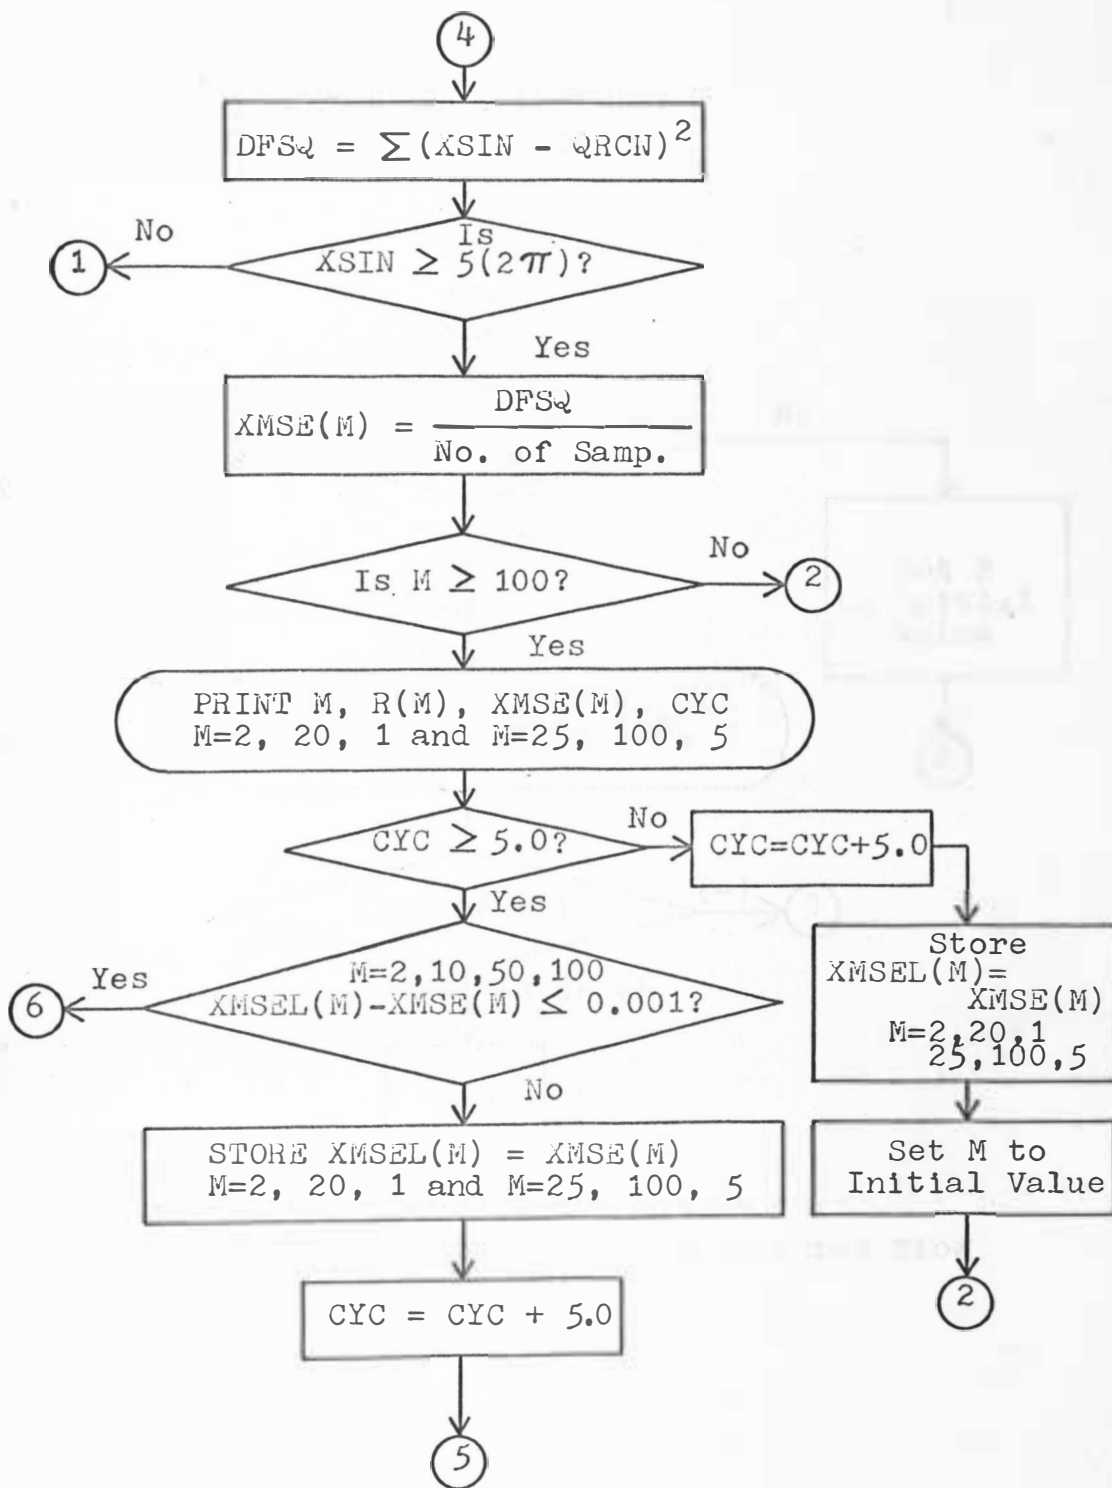 4
DFSQ = ∑(XSIN - QRCN)²
Is
XSIN ≥ 5(2π)?
No
1
Yes
XMSE(M) = DFSQ
No. of Samp.
Is M ≥ 100?
No
2
Yes
PRINT M, R(M), XMSE(M), CYC
M=2, 20, 1 and M=25, 100, 5
CYC ≥ 5.0?
No
CYC=CYC+5.0
Yes
Store
XMSEL(M)=
XMSE(M)
M=2,20,1
25,100,5
Set M to
Initial Value
2
M=2,10,50,100
XMSEL(M)-XMSE(M) ≤ 0.001?
Yes
6
No
STORE XMSEL(M) = XMSE(M)
M=2, 20, 1 and M=25, 100, 5
CYC = CYC + 5.0
5